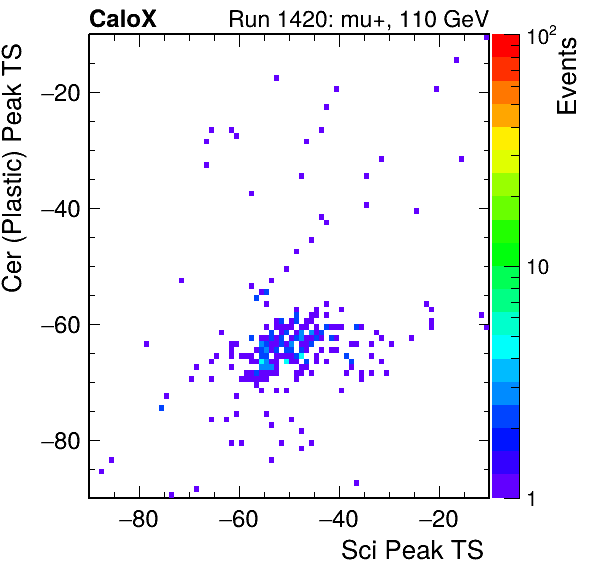 CaloX Run 1420: mu+, 110 GeV
Cer (Plastic) Peak TS
−20
−40
−60
−80
−80 −60 −40 −20
Sci Peak TS
Events
10²
10
1